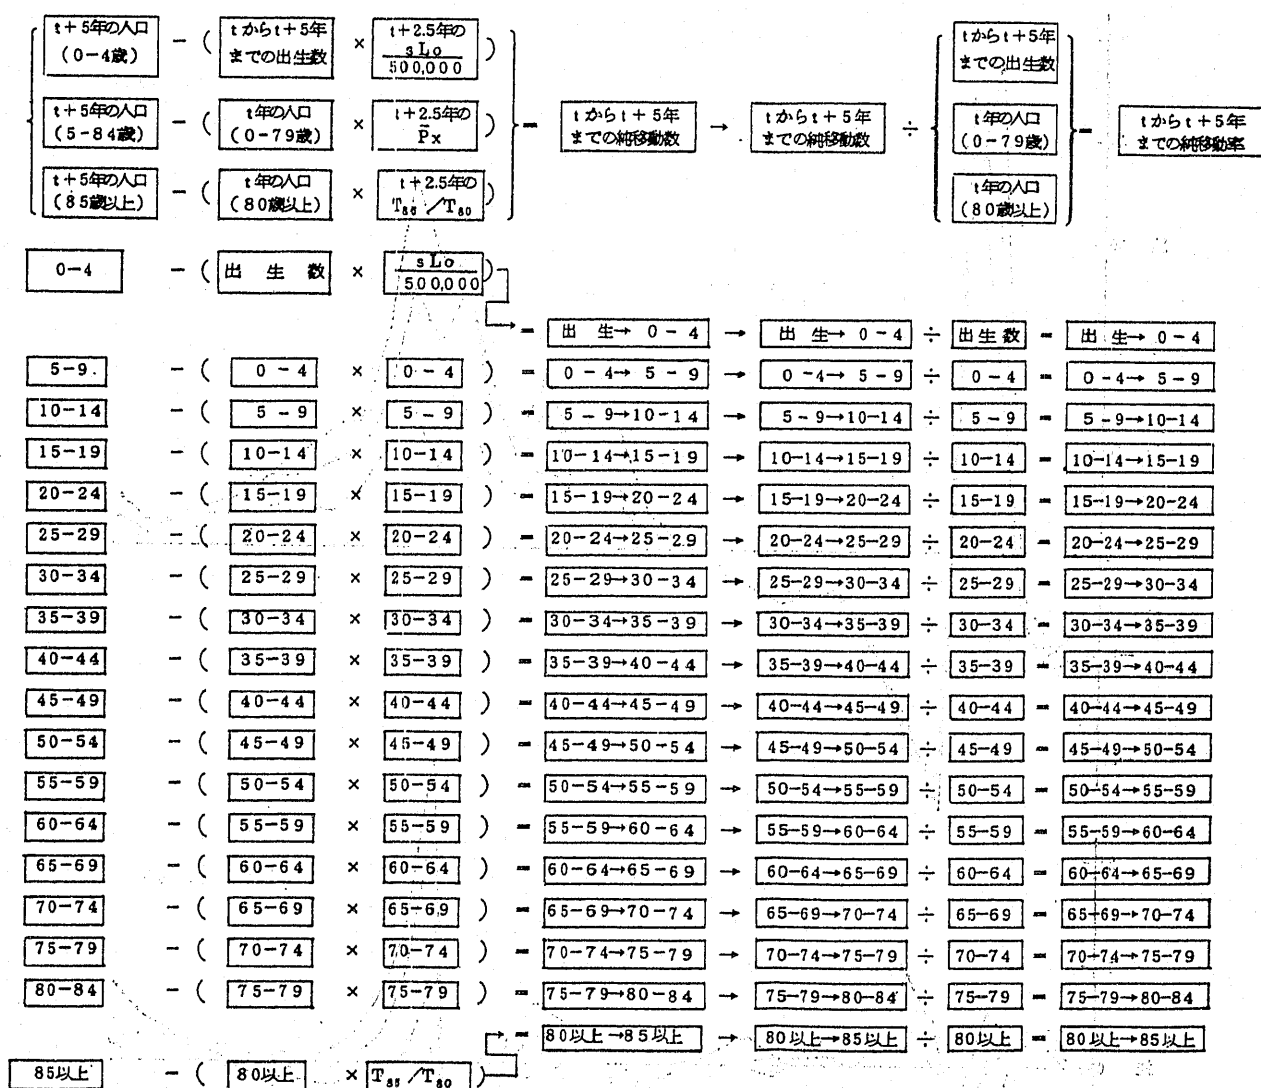 t+5年の人口 tからt+5年 t+2.5年の tからt+5年
(0-4歳) - ( までの出生数 × 5L0/500,000 ) までの出生数
t+5年の人口 t年の人口 t+2.5年の tからt+5年 tからt+5年 t年の人口 tからt+5年
(5-84歳) - ( (0-79歳) × P̄x ) = までの純移動数 → までの純移動数 ÷ (0-79歳) = までの純移動率
t+5年の人口 t年の人口 t+2.5年の t年の人口
(85歳以上) - ( (80歳以上) × T85/T80 ) (80歳以上)
0-4 - ( 出生数 × 5L0/500,000 )
→ = 出生→0-4 → 出生→0-4 ÷ 出生数 = 出生→0-4
5-9 - ( 0-4 × 0-4 ) = 0-4→5-9 → 0-4→5-9 ÷ 0-4 = 0-4→5-9
10-14 - ( 5-9 × 5-9 ) = 5-9→10-14 → 5-9→10-14 ÷ 5-9 = 5-9→10-14
15-19 - ( 10-14 × 10-14 ) = 10-14→15-19 → 10-14→15-19 ÷ 10-14 = 10-14→15-19
20-24 - ( 15-19 × 15-19 ) = 15-19→20-24 → 15-19→20-24 ÷ 15-19 = 15-19→20-24
25-29 - ( 20-24 × 20-24 ) = 20-24→25-29 → 20-24→25-29 ÷ 20-24 = 20-24→25-29
30-34 - ( 25-29 × 25-29 ) = 25-29→30-34 → 25-29→30-34 ÷ 25-29 = 25-29→30-34
35-39 - ( 30-34 × 30-34 ) = 30-34→35-39 → 30-34→35-39 ÷ 30-34 = 30-34→35-39
40-44 - ( 35-39 × 35-39 ) = 35-39→40-44 → 35-39→40-44 ÷ 35-39 = 35-39→40-44
45-49 - ( 40-44 × 40-44 ) = 40-44→45-49 → 40-44→45-49 ÷ 40-44 = 40-44→45-49
50-54 - ( 45-49 × 45-49 ) = 45-49→50-54 → 45-49→50-54 ÷ 45-49 = 45-49→50-54
55-59 - ( 50-54 × 50-54 ) = 50-54→55-59 → 50-54→55-59 ÷ 50-54 = 50-54→55-59
60-64 - ( 55-59 × 55-59 ) = 55-59→60-64 → 55-59→60-64 ÷ 55-59 = 55-59→60-64
65-69 - ( 60-64 × 60-64 ) = 60-64→65-69 → 60-64→65-69 ÷ 60-64 = 60-64→65-69
70-74 - ( 65-69 × 65-69 ) = 65-69→70-74 → 65-69→70-74 ÷ 65-69 = 65-69→70-74
75-79 - ( 70-74 × 70-74 ) = 70-74→75-79 → 70-74→75-79 ÷ 70-74 = 70-74→75-79
80-84 - ( 75-79 × 75-79 ) = 75-79→80-84 → 75-79→80-84 ÷ 75-79 = 75-79→80-84
→ = 80以上→85以上 → 80以上→85以上 ÷ 80以上 = 80以上→85以上
85以上 - ( 80以上 × T85/T80 )